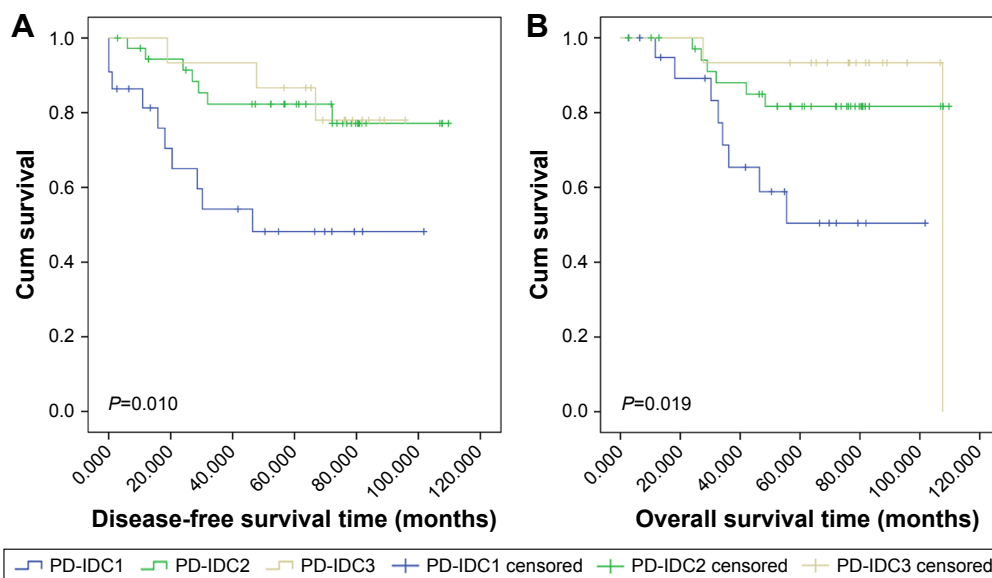 A
Cum survival
1.0
0.8
0.6
0.4
0.2
0.0
P=0.010
0.000 20.000 40.000 60.000 80.000 100.000 120.000
Disease-free survival time (months)
B
Cum survival
1.0
0.8
0.6
0.4
0.2
0.0
P=0.019
0.000 20.000 40.000 60.000 80.000 100.000 120.000
Overall survival time (months)
PD-IDC1 PD-IDC2 PD-IDC3 PD-IDC1 censored PD-IDC2 censored PD-IDC3 censored